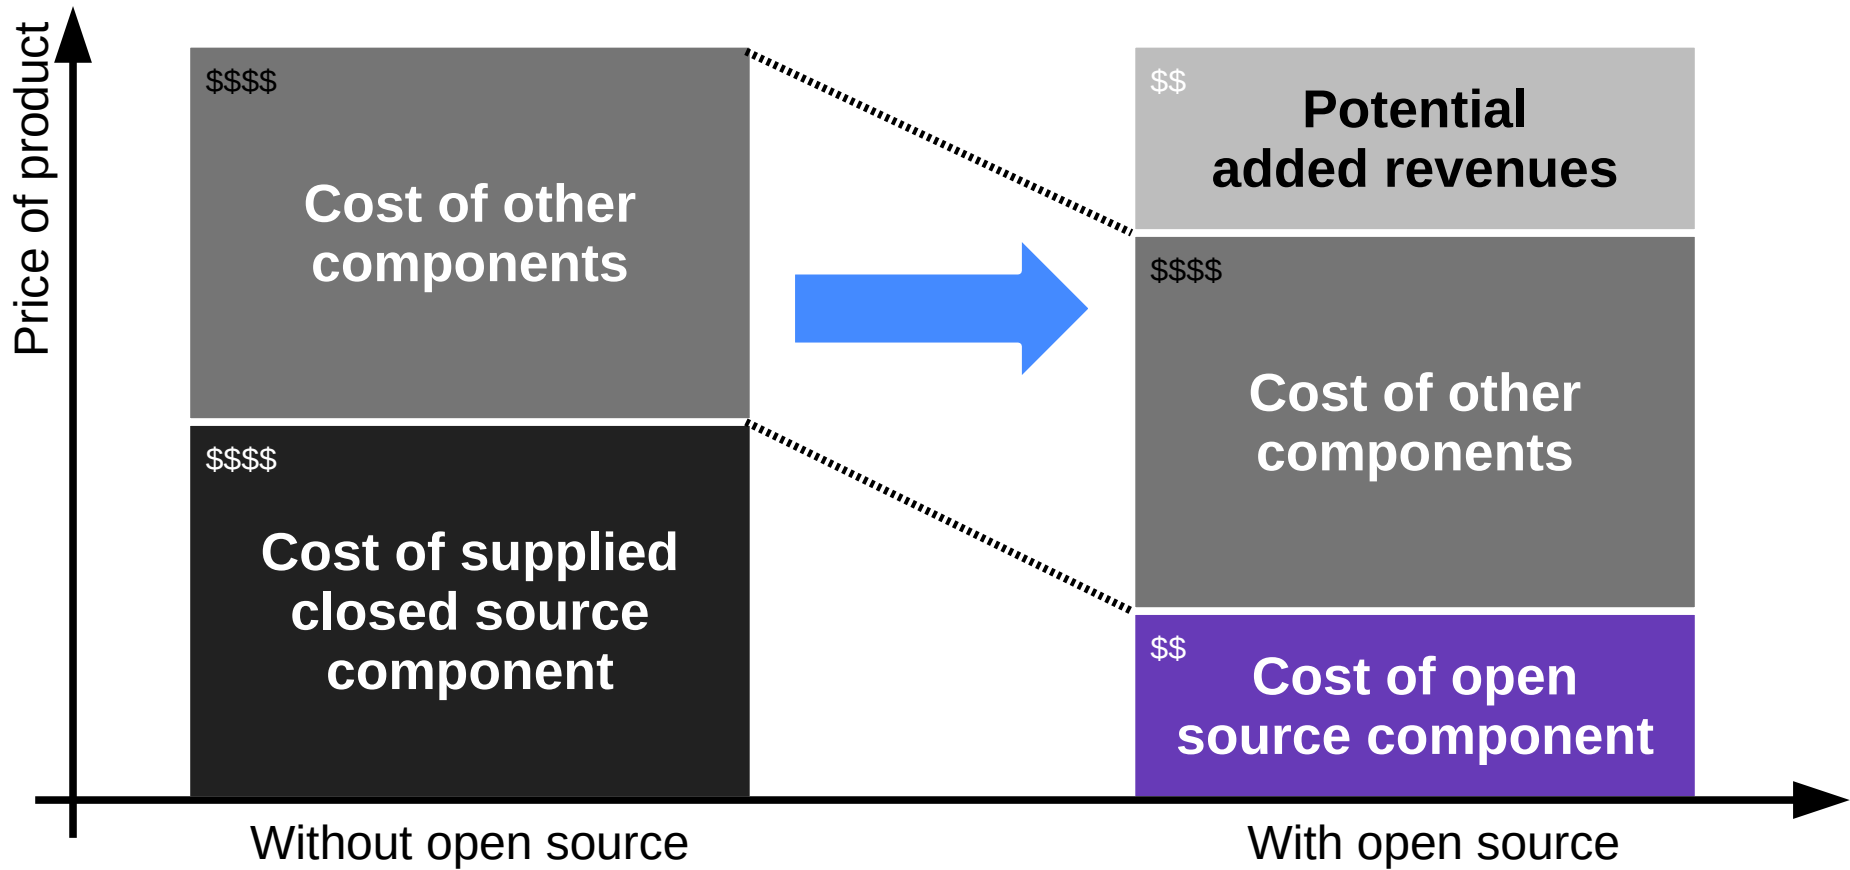 Price of product
$$$$
Cost of other
components
$$$$
Cost of supplied
closed source
component
Without open source
$$
Potential
added revenues
$$$$
Cost of other
components
$$
Cost of open
source component
With open source